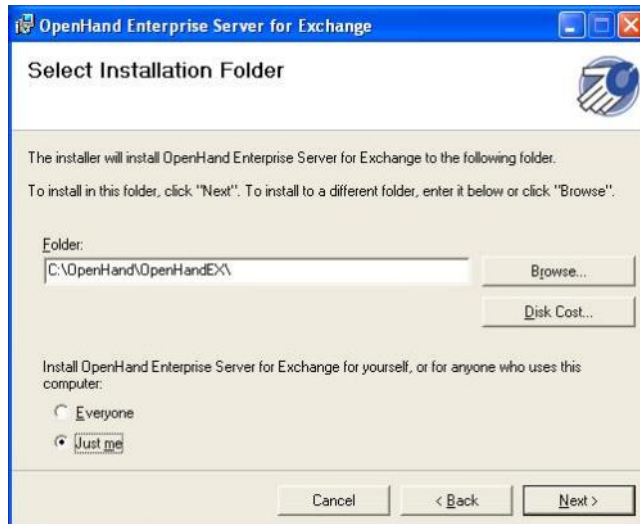 OpenHand Enterprise Server for Exchange
Select Installation Folder
The installer will install OpenHand Enterprise Server for Exchange to the following folder.
To install in this folder, click "Next". To install to a different folder, enter it below or click "Browse".
Folder:
C:\OpenHand\OpenHandEX\
Browse...
Disk Cost...
Install OpenHand Enterprise Server for Exchange for yourself, or for anyone who uses this
computer:
Everyone
Just me
Cancel
< Back
Next >